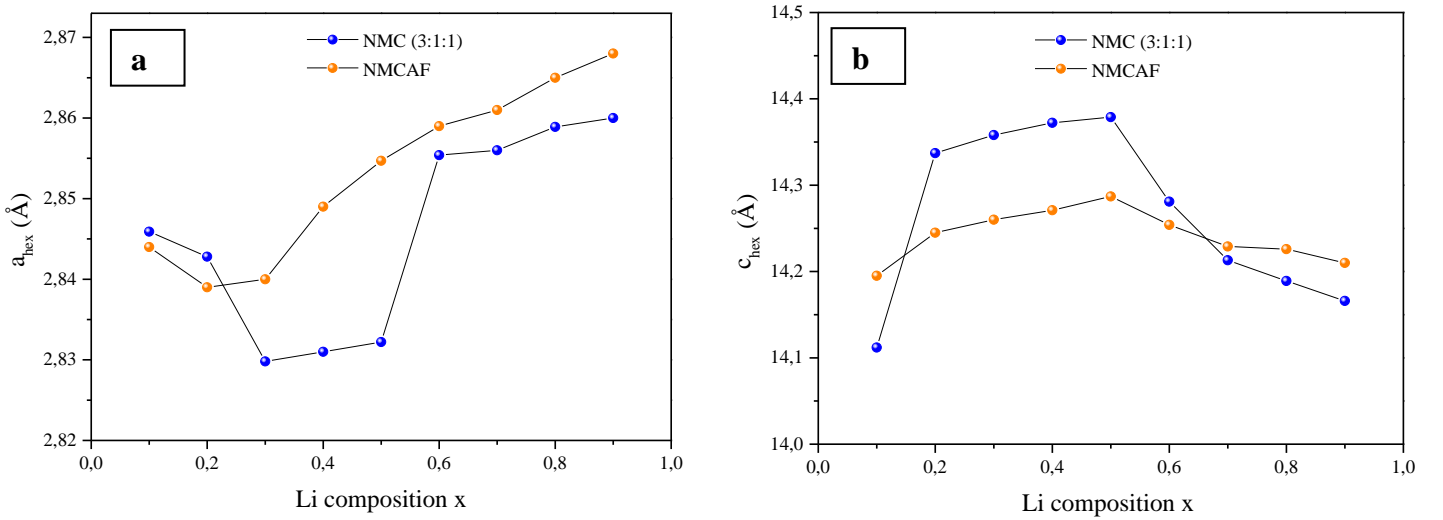 a
NMC (3:1:1)
NMCAF
2,87
2,86
2,85
2,84
2,83
2,82
a_hex (Å)
0,0 0,2 0,4 0,6 0,8 1,0
Li composition x
b
NMC (3:1:1)
NMCAF
14,5
14,4
14,3
14,2
14,1
14,0
c_hex (Å)
0,0 0,2 0,4 0,6 0,8 1,0
Li composition x